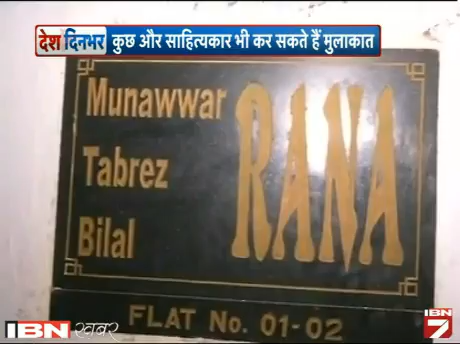 देश दिनभर कुछ और साहित्यकार भी कर सकते हैं मुलाकात
Munawwar
Tabrez
Bilal
RANA
FLAT No. 01-02
IBN खबर
IBN
7